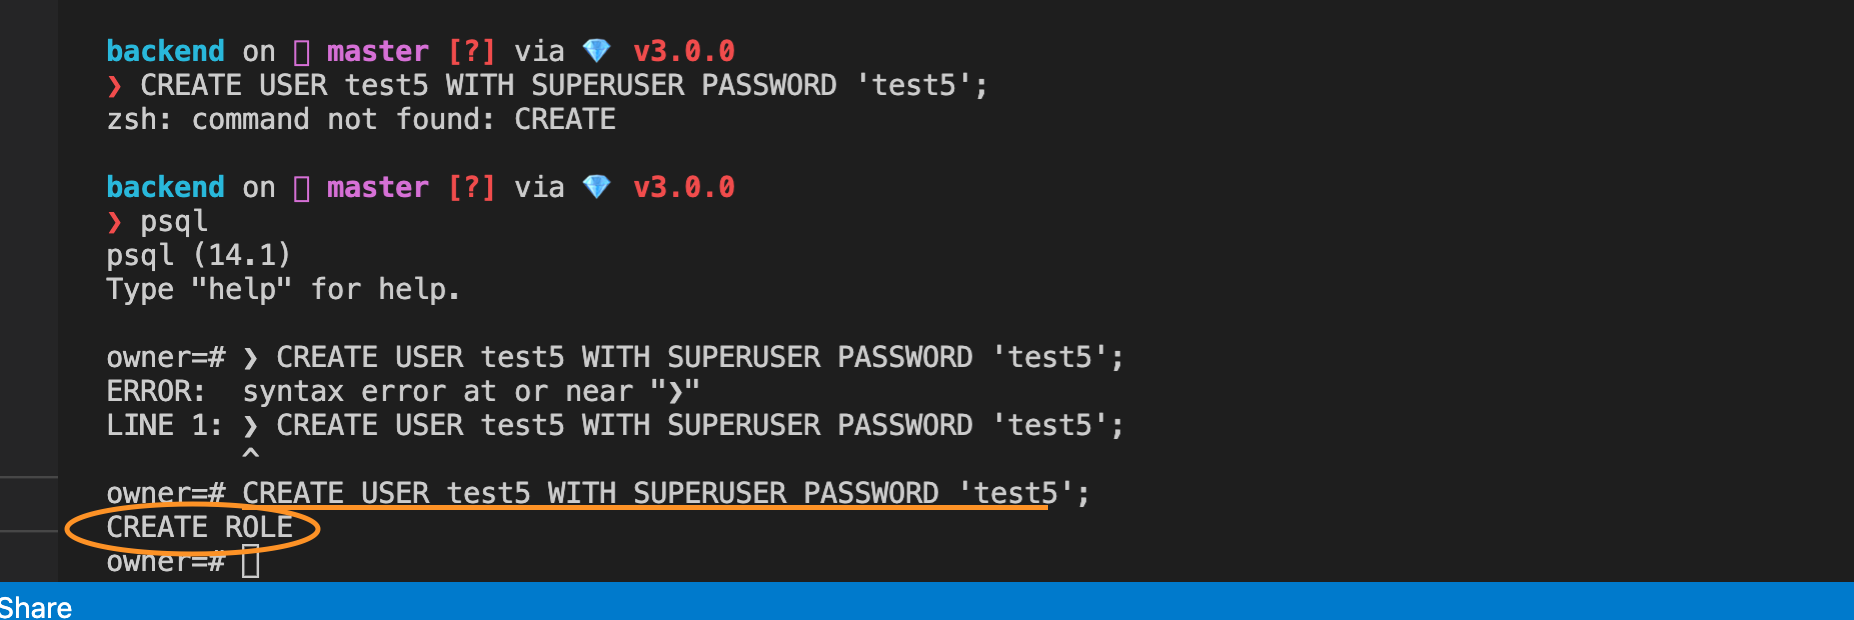 backend on  master [?] via 💎 v3.0.0
❯ CREATE USER test5 WITH SUPERUSER PASSWORD 'test5';
zsh: command not found: CREATE
backend on  master [?] via 💎 v3.0.0
❯ psql
psql (14.1)
Type "help" for help.
owner=# ❯ CREATE USER test5 WITH SUPERUSER PASSWORD 'test5';
ERROR:  syntax error at or near "❯"
LINE 1: ❯ CREATE USER test5 WITH SUPERUSER PASSWORD 'test5';
^
owner=# CREATE USER test5 WITH SUPERUSER PASSWORD 'test5';
CREATE ROLE
owner=#
Share